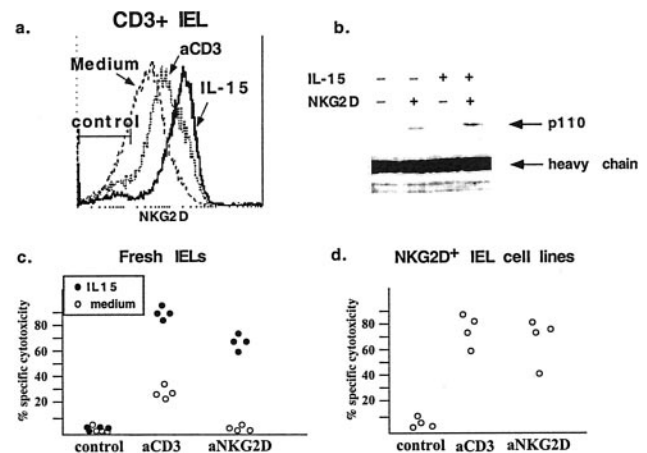 a.
CD3+ IEL
aCD3
Medium
IL-15
control
NKG2D
b.
IL-15 – – + +
NKG2D – + – +
p110
heavy chain
c.
Fresh IELs
● IL15
○ medium
% specific cytotoxicity
80
60
40
20
control aCD3 aNKG2D
d.
NKG2D+ IEL cell lines
% specific cytotoxicity
80
60
40
20
control aCD3 aNKG2D